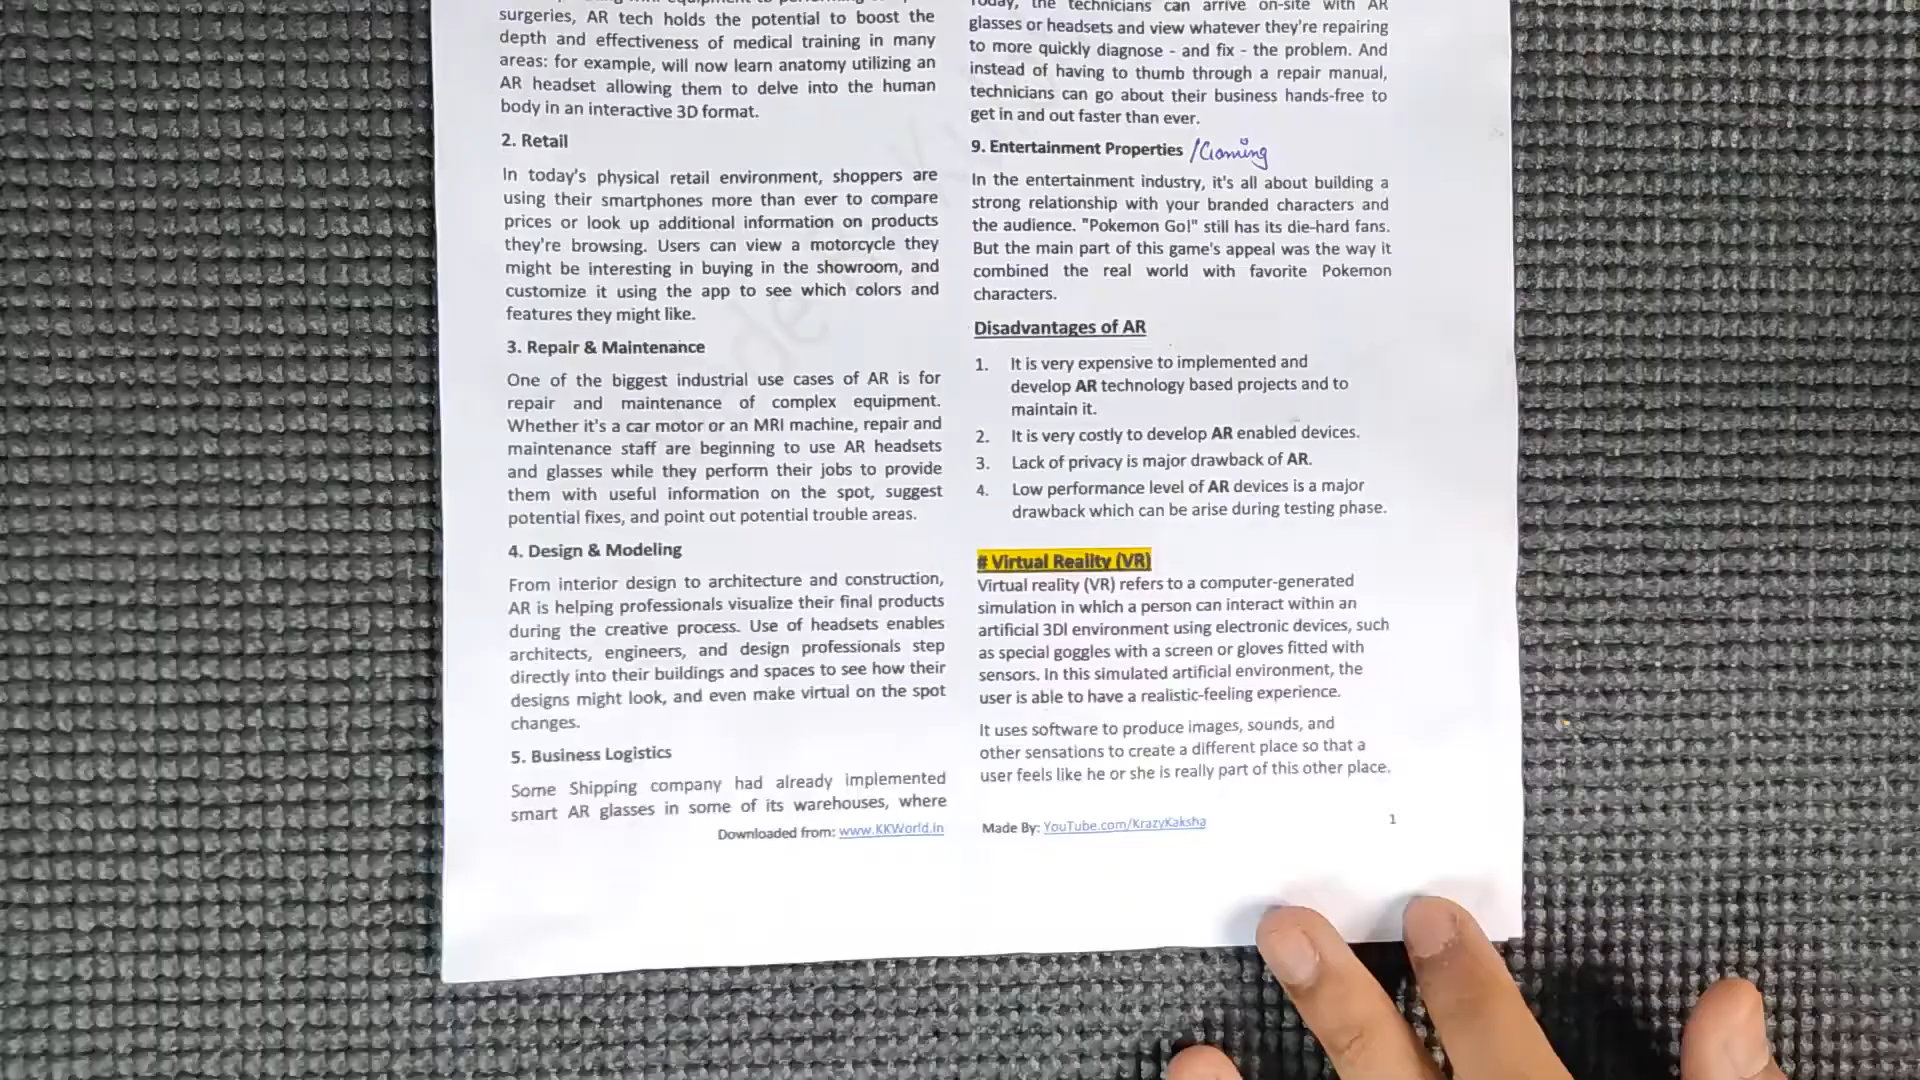 surgeries, AR tech holds the potential to boost the
depth and effectiveness of medical training in many
areas: for example, will now learn anatomy utilizing an
AR headset allowing them to delve into the human
body in an interactive 3D format.
2. Retail
In today's physical retail environment, shoppers are
using their smartphones more than ever to compare
prices or look up additional information on products
they're browsing. Users can view a motorcycle they
might be interesting in buying in the showroom, and
customize it using the app to see which colors and
features they might like.
3. Repair & Maintenance
One of the biggest industrial use cases of AR is for
repair and maintenance of complex equipment.
Whether it's a car motor or an MRI machine, repair and
maintenance staff are beginning to use AR headsets
and glasses while they perform their jobs to provide
them with useful information on the spot, suggest
potential fixes, and point out potential trouble areas.
4. Design & Modeling
From interior design to architecture and construction,
AR is helping professionals visualize their final products
during the creative process. Use of headsets enables
architects, engineers, and design professionals step
directly into their buildings and spaces to see how their
designs might look, and even make virtual on the spot
changes.
5. Business Logistics
Some Shipping company had already implemented
smart AR glasses in some of its warehouses, where
Downloaded from: www.KKWorld.in
Today, the technicians can arrive on-site with AR
glasses or headsets and view whatever they're repairing
to more quickly diagnose - and fix - the problem. And
instead of having to thumb through a repair manual,
technicians can go about their business hands-free to
get in and out faster than ever.
9. Entertainment Properties /Gaming
In the entertainment industry, it's all about building a
strong relationship with your branded characters and
the audience. "Pokemon Go!" still has its die-hard fans.
But the main part of this game's appeal was the way it
combined the real world with favorite Pokemon
characters.
Disadvantages of AR
1. It is very expensive to implemented and
develop AR technology based projects and to
maintain it.
2. It is very costly to develop AR enabled devices.
3. Lack of privacy is major drawback of AR.
4. Low performance level of AR devices is a major
drawback which can be arise during testing phase.
# Virtual Reality (VR)
Virtual reality (VR) refers to a computer-generated
simulation in which a person can interact within an
artificial 3Dl environment using electronic devices, such
as special goggles with a screen or gloves fitted with
sensors. In this simulated artificial environment, the
user is able to have a realistic-feeling experience.
It uses software to produce images, sounds, and
other sensations to create a different place so that a
user feels like he or she is really part of this other place.
Made By: YouTube.com/KrazyKaksha
1